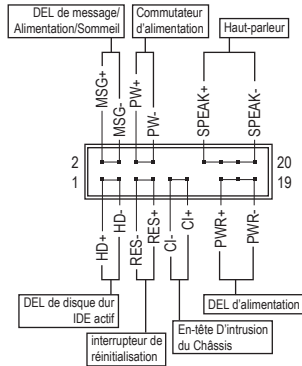 DEL de message/
Alimentation/Sommeil
Commutateur
d'alimentation
Haut-parleur
MSG+
MSG-
PW+
PW-
SPEAK+
SPEAK-
2
20
1
19
HD+
HD-
RES-
RES+
CI-
CI+
PWR+
PWR-
DEL de disque dur
IDE actif
DEL d'alimentation
interrupteur de
réinitialisation
En-tête D'intrusion
du Châssis